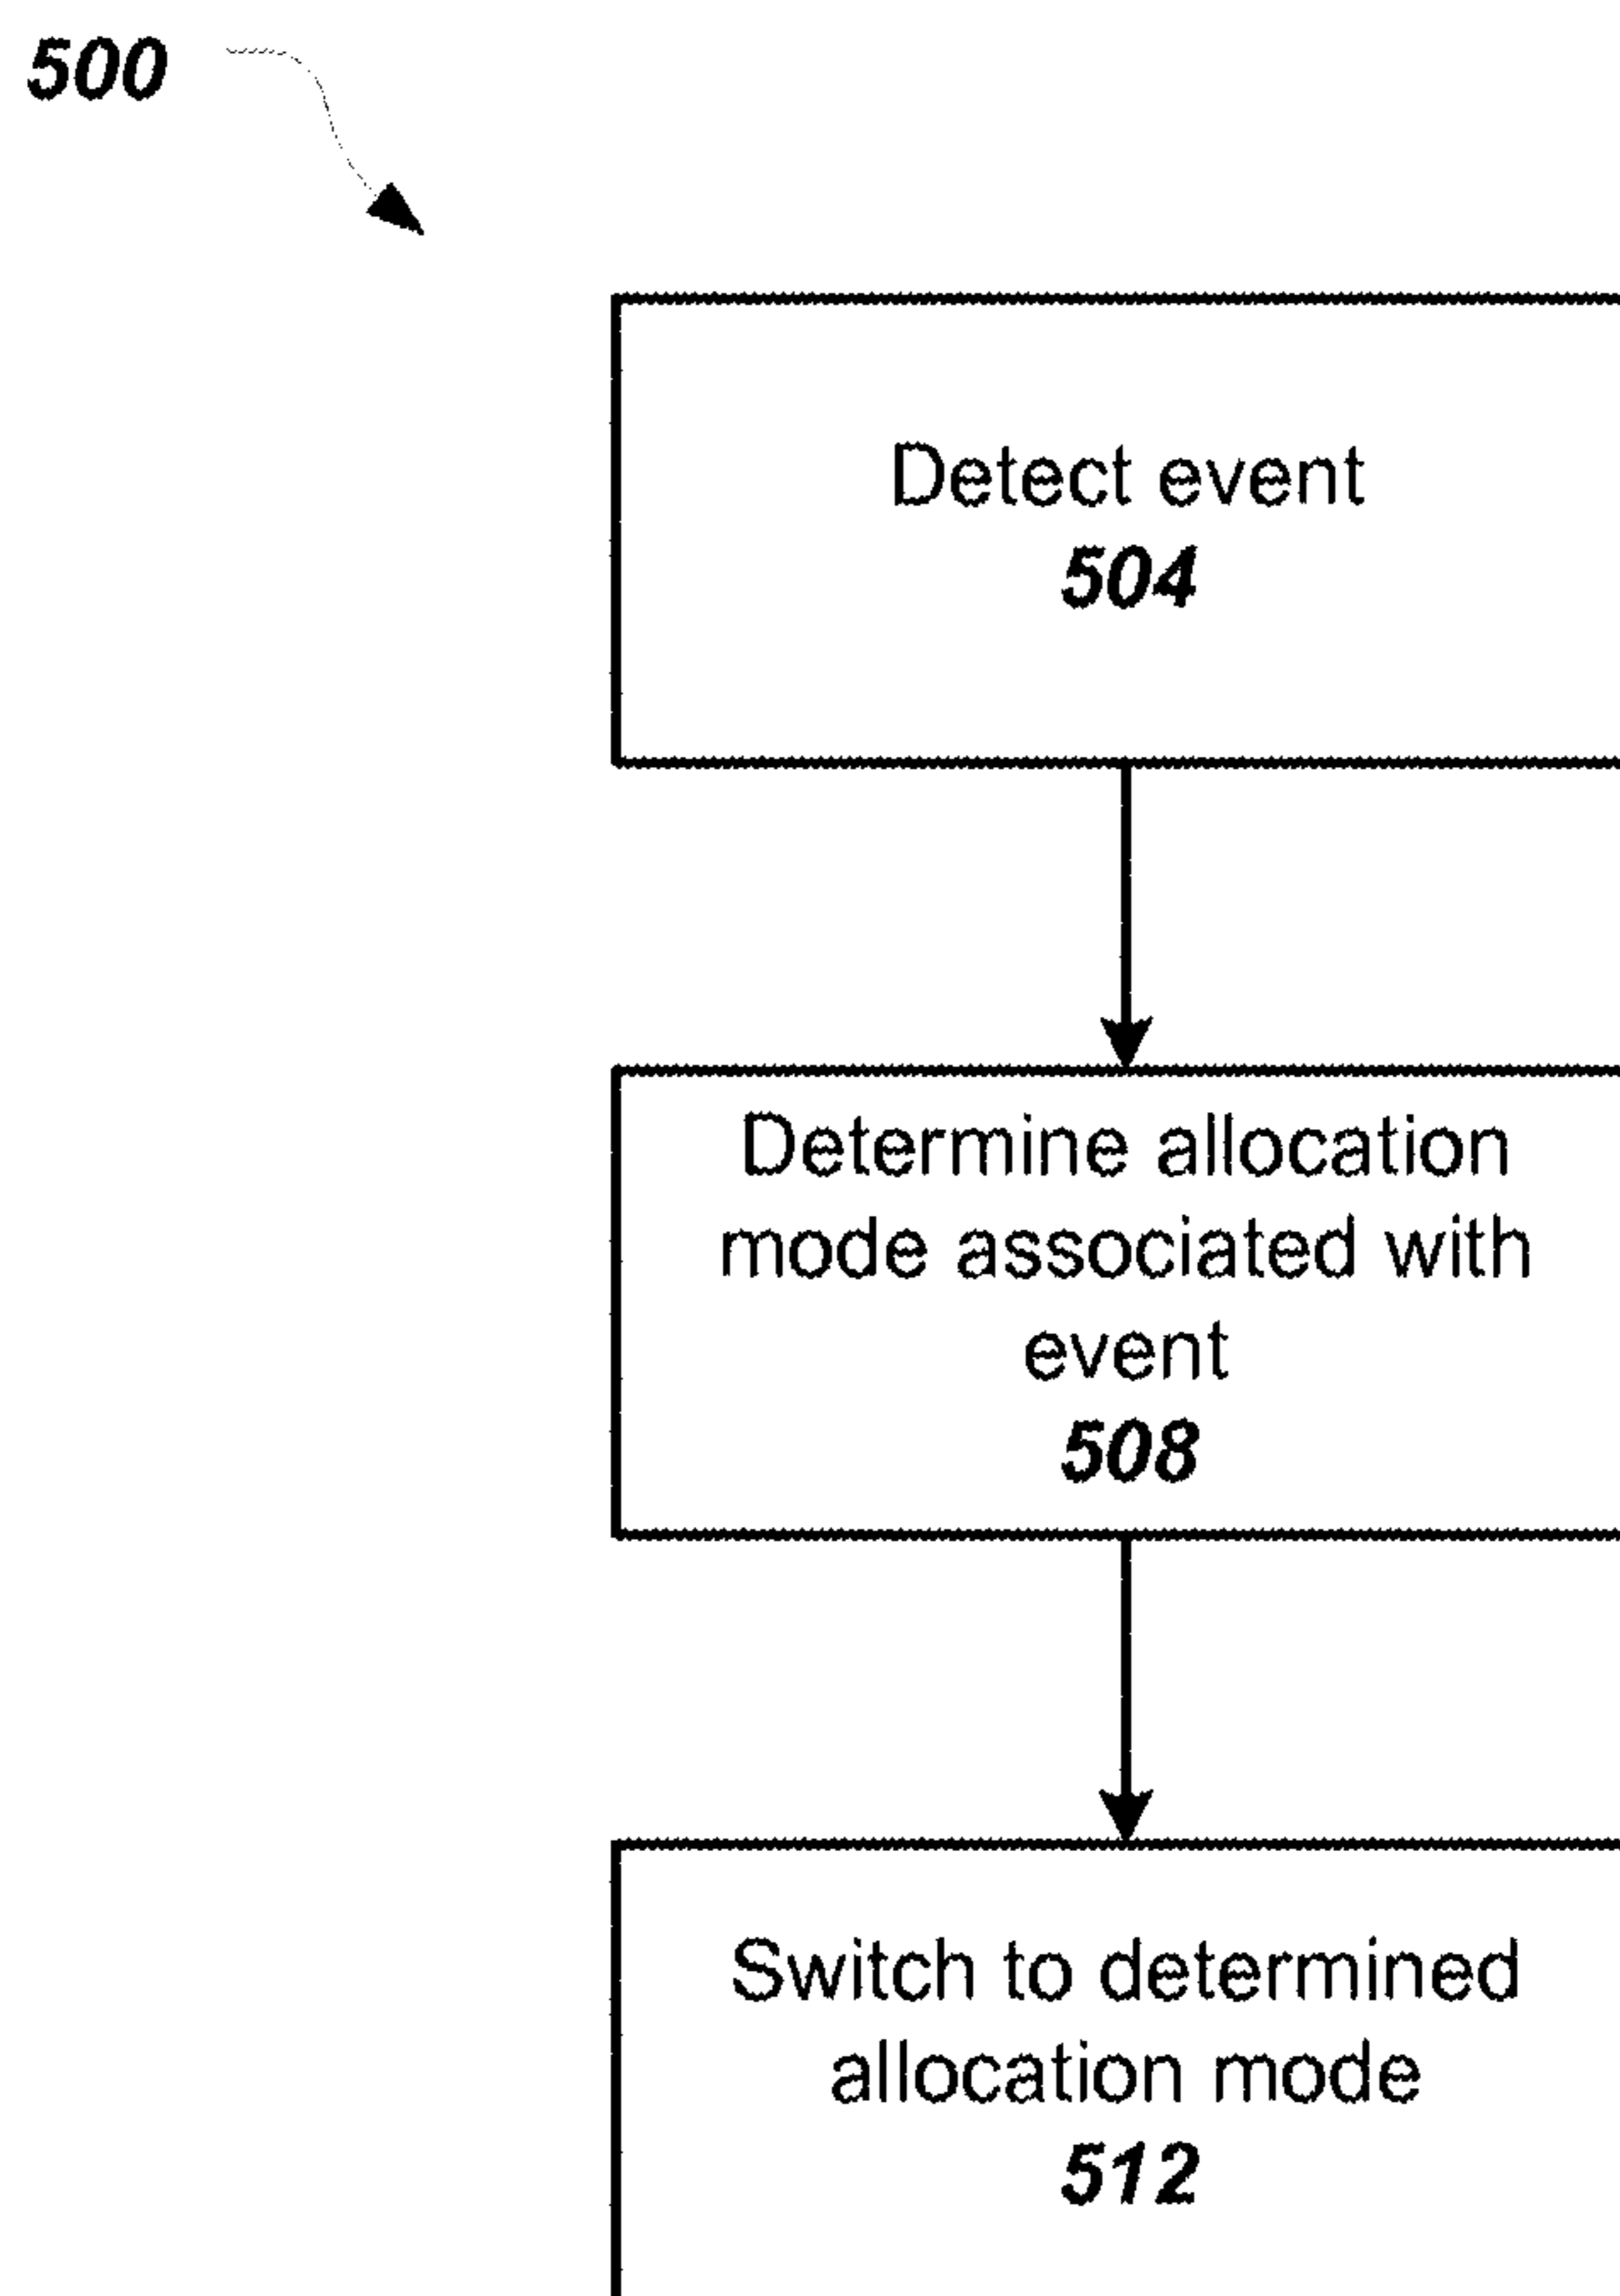 500
Detect event
504
Determine allocation
mode associated with
event
508
Switch to determined
allocation mode
512